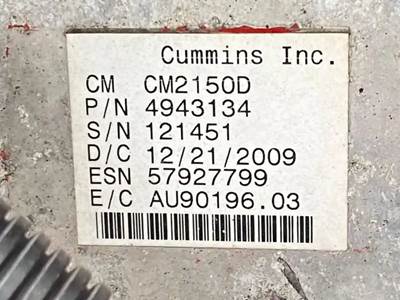 Cummins Inc.
CM CM2150D
P/N 4943134
S/N 121451
D/C 12/21/2009
ESN 57927799
E/C AU90196.03